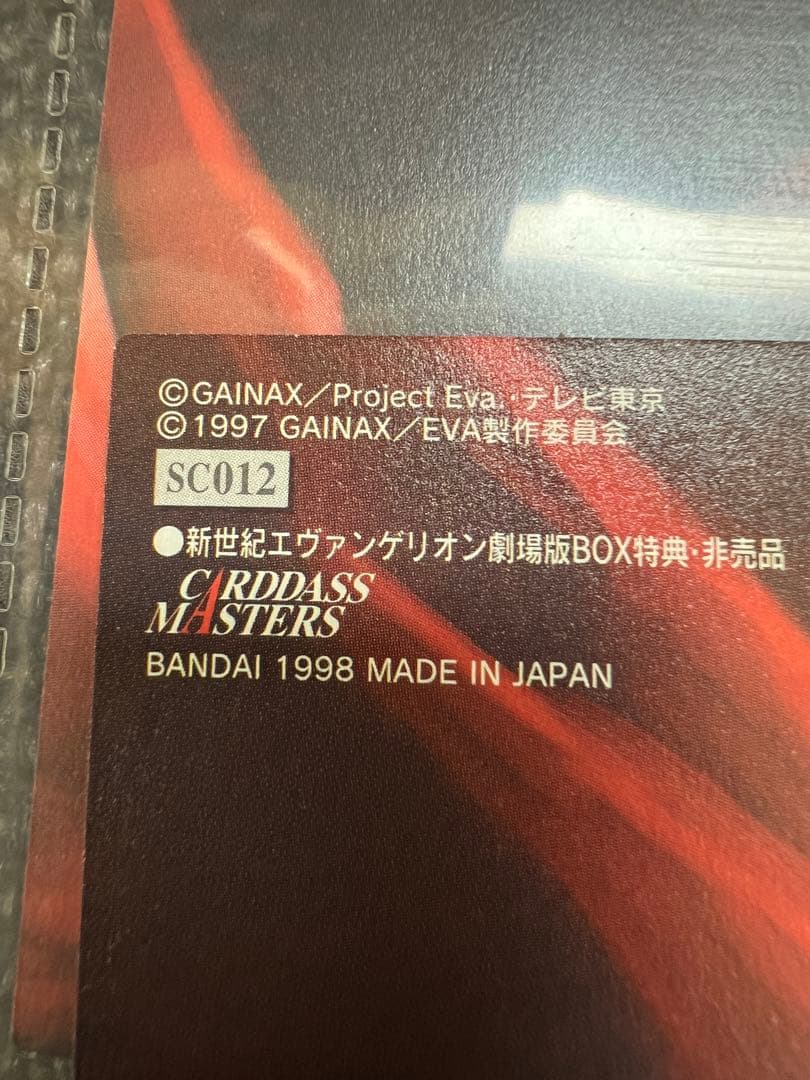 ©GAINAX／Project Eva.・テレビ東京
©1997 GAINAX／EVA製作委員会
SC012
●新世紀エヴァンゲリオン劇場版BOX特典・非売品
CARDDASS
MASTERS
BANDAI 1998 MADE IN JAPAN